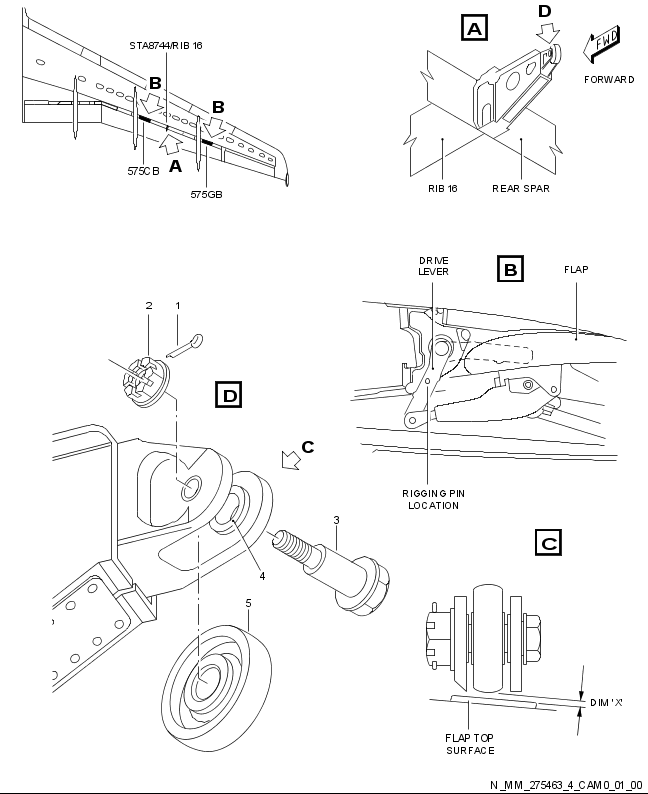 STA8744/RIB 16
B
B
A
575CB
575GB
A
D
FWD
FORWARD
RIB 16
REAR SPAR
DRIVE
LEVER
B
FLAP
RIGGING PIN
LOCATION
2
1
D
C
3
4
5
C
DIM 'X'
FLAP TOP
SURFACE
N_MM_275463_4_CAM0_01_00